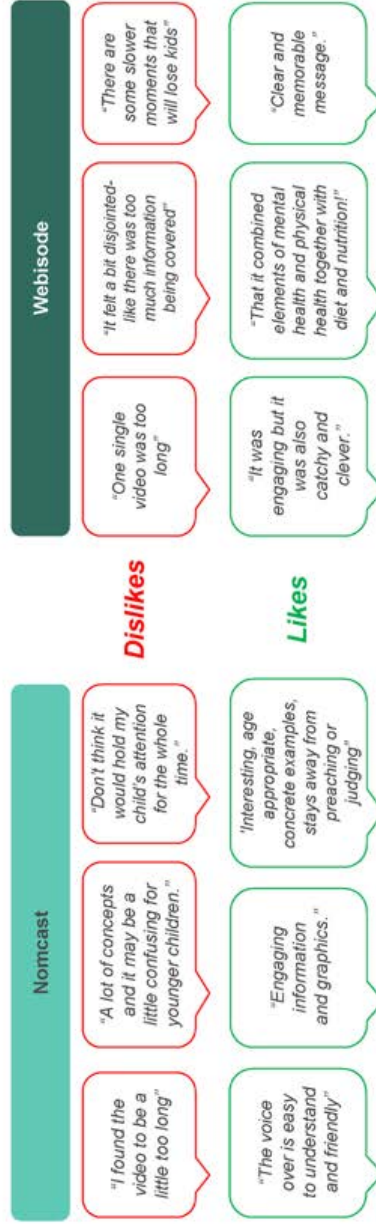 Nomcast
Webisode
"I found the
video to be a
little too long"
"A lot of concepts
and it may be a
little confusing for
younger children."
"Don't think it
would hold my
child's attention
for the whole
time."
Dislikes
"One single
video was too
long"
"It felt a bit disjointed-
like there was too
much information
being covered"
"There are
some slower
moments that
will lose kids"
"The voice
over is easy
to understand
and friendly"
"Engaging
information
and graphics."
'Interesting, age
appropriate,
concrete examples,
stays away from
preaching or
judging"
Likes
"It was
engaging but it
was also
catchy and
clever."
"That it combined
elements of mental
health and physical
health together with
diet and nutrition!"
"Clear and
memorable
message."